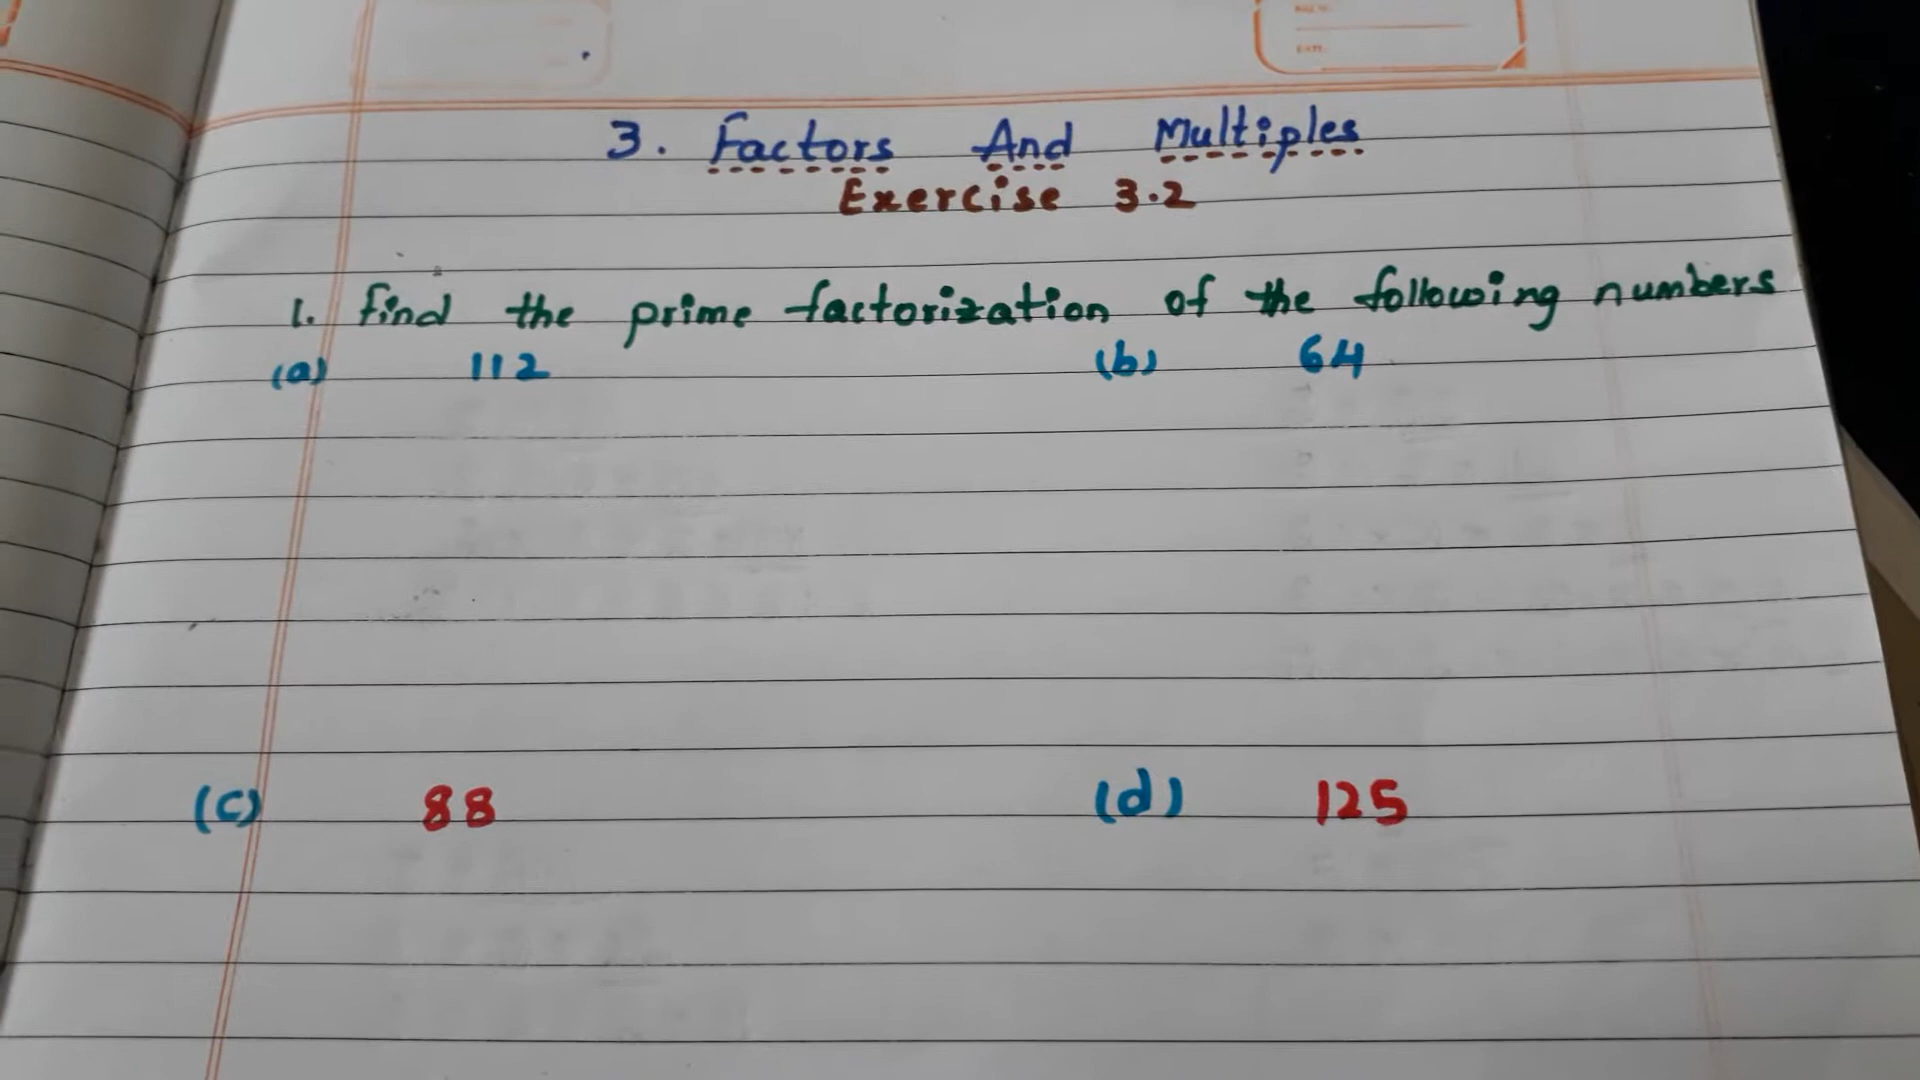 3. Factors And Multiples
Exercise 3.2
1. Find the prime factorization of the following numbers
(a) 112 (b) 64
(c) 88 (d) 125